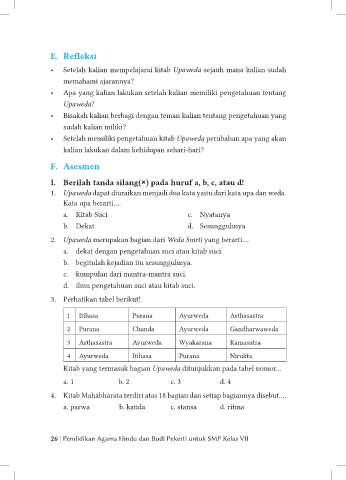 E. Refleksi
• Setelah kalian mempelajarai kitab Upaweda sejauh mana kalian sudah
memahami ajarannya?
• Apa yang kalian lakukan setelah kalian memiliki pengetahuan tentang
Upaweda?
• Bisakah kalian berbagi dengan teman kalian tentang pengetahuan yang
sudah kalian miliki?
• Setelah memiliki pengetahuan kitab Upaweda perubahan apa yang akan
kalian lakukan dalam kehidupan sehari-hari?
F. Asesmen
I. Berilah tanda silang(×) pada huruf a, b, c, atau d!
1. Upaweda dapat diuraikan menjadi dua kata yaitu dari kata upa dan weda.
Kata upa berarti....
a. Kitab Suci c. Nyatanya
b. Dekat d. Sesungguhnya
2. Upaweda merupakan bagian dari Weda Smrti yang berarti....
a. dekat dengan pengetahuan suci atau kitab suci.
b. begitulah kejadian itu sesungguhnya.
c. kumpulan dari mantra-mantra suci.
d. ilmu pengetahuan suci atau kitab suci.
3. Perhatikan tabel berikut!
1 Itihasa Purana Ayurweda Arthasastra
2 Purana Chanda Ayurweda Gandharwaweda
3 Arthasastra Ayurweda Wyakarana Kamasutra
4 Ayurweda Itihasa Purana Nirukta
Kitab yang termasuk bagian Upaweda ditunjukkan pada tabel nomor...
a. 1 b. 2 c. 3 d. 4
4. Kitab Mahābhārata terdiri atas 18 bagian dan setiap bagiannya disebut....
a. parwa b. kanda c. stansa d. ritma
26 | Pendidikan Agama Hindu dan Budi Pekerti untuk SMP Kelas VII